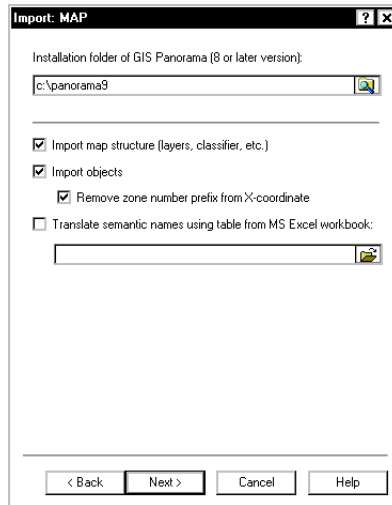 Import: MAP
Installation folder of GIS Panorama (8 or later version):
c:\panorama9
Import map structure (layers, classifier, etc.)
Import objects
Remove zone number prefix from X-coordinate
Translate semantic names using table from MS Excel workbook:
< Back Next > Cancel Help